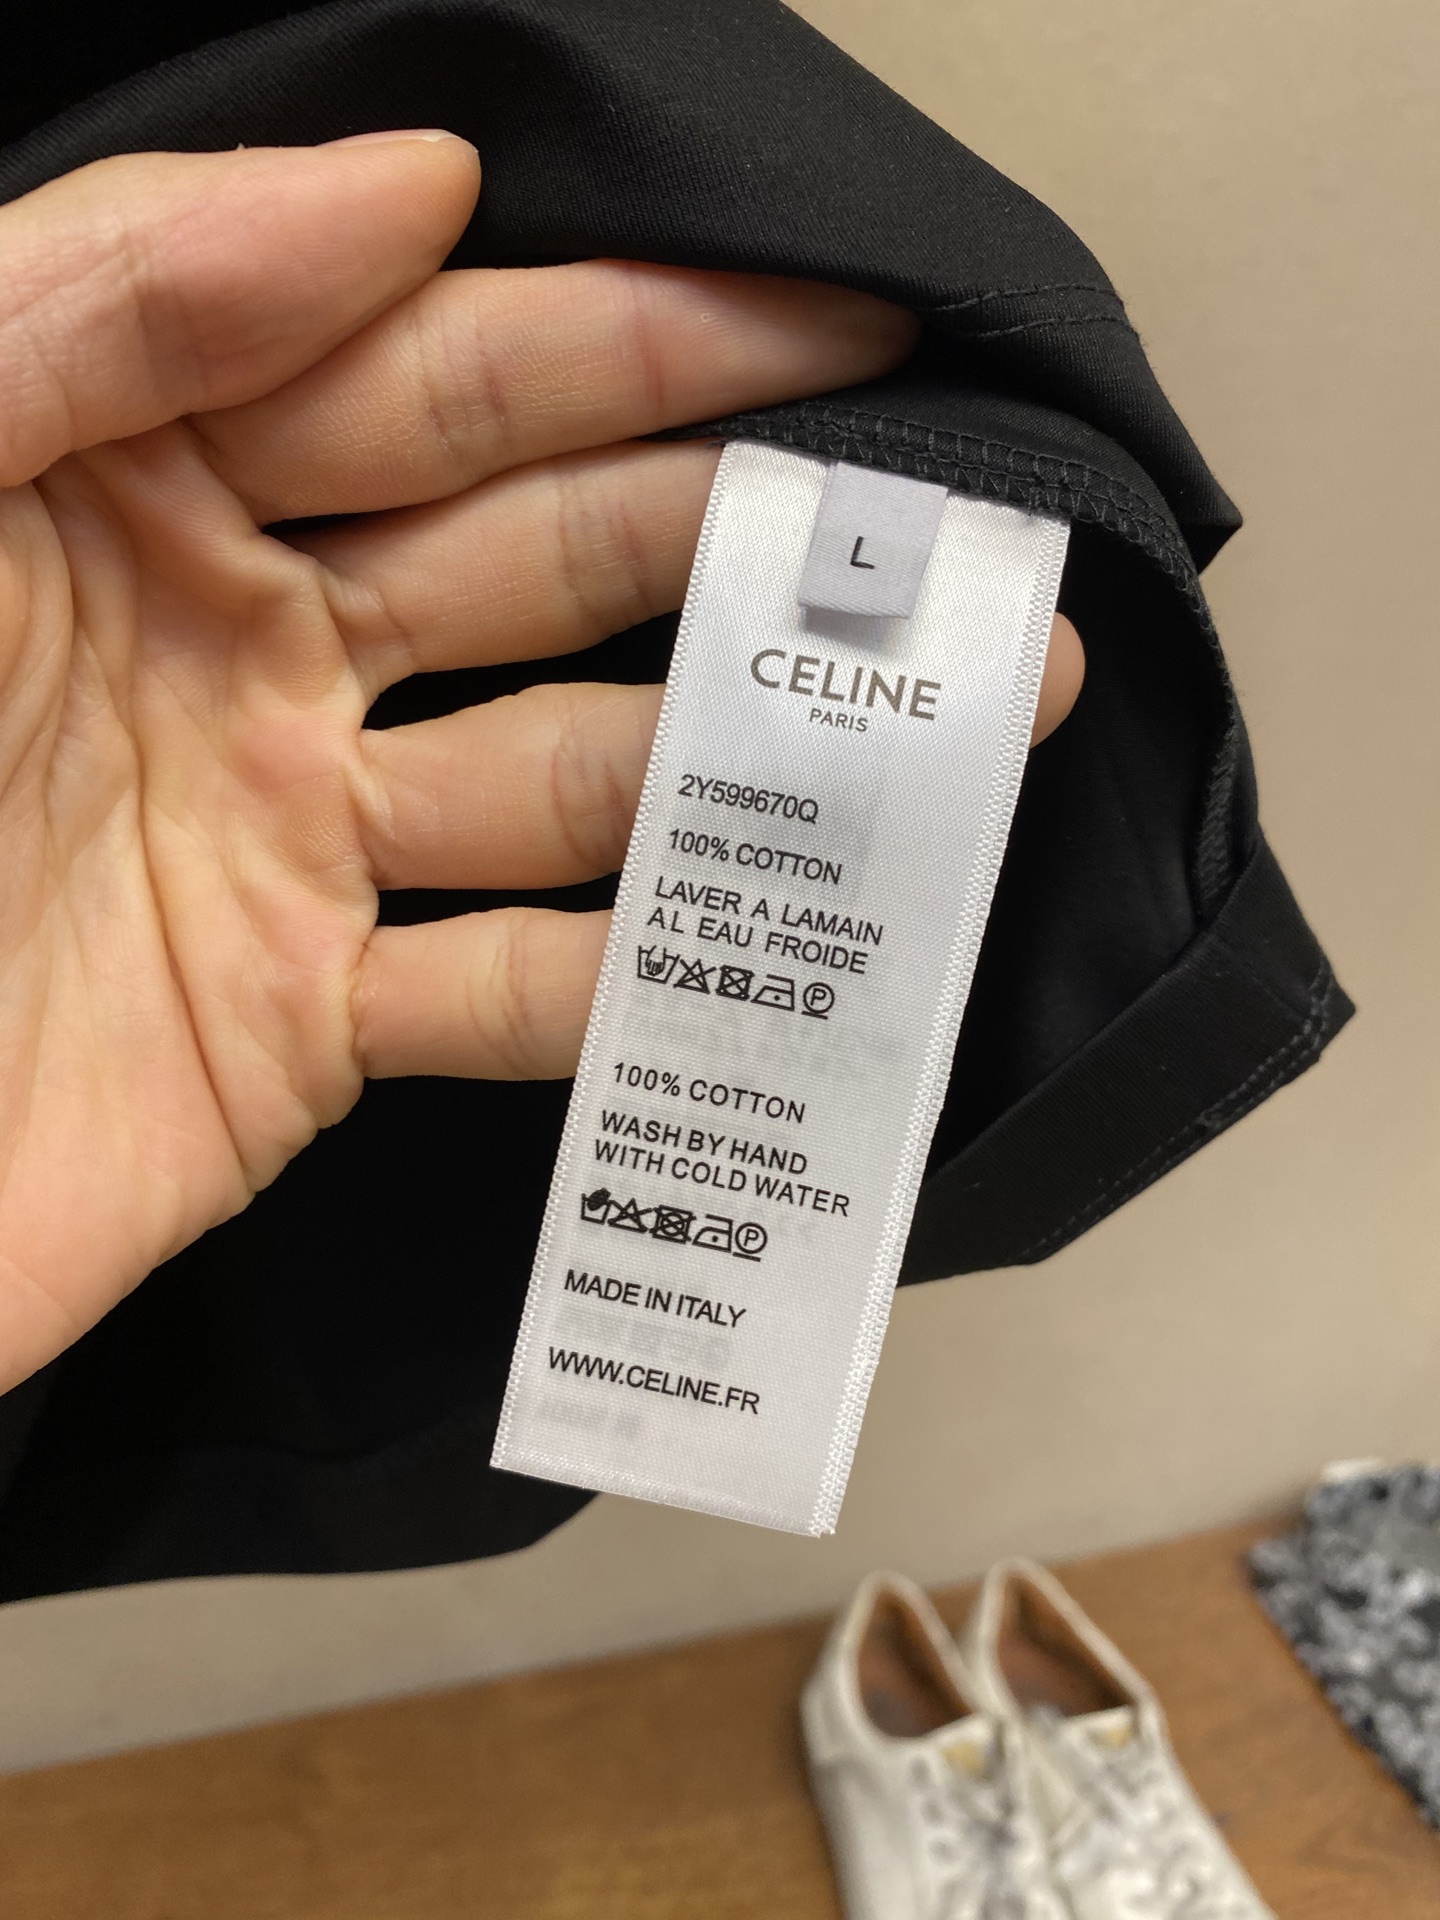 L
CELINE
PARIS
2Y599670Q
100% COTTON
LAVER A LAMAIN
AL EAU FROIDE
P
100% COTTON
WASH BY HAND
WITH COLD WATER
P
MADE IN ITALY
WWW.CELINE.FR